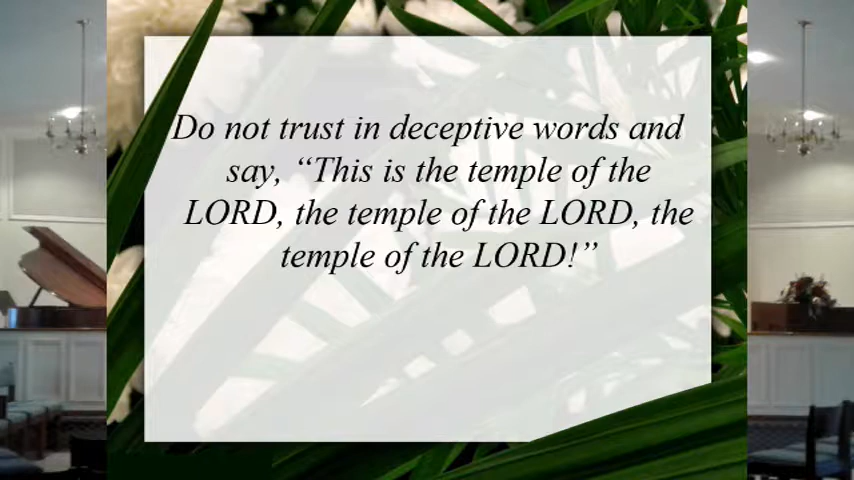 Do not trust in deceptive words and
say, “This is the temple of the
LORD, the temple of the LORD, the
temple of the LORD!”